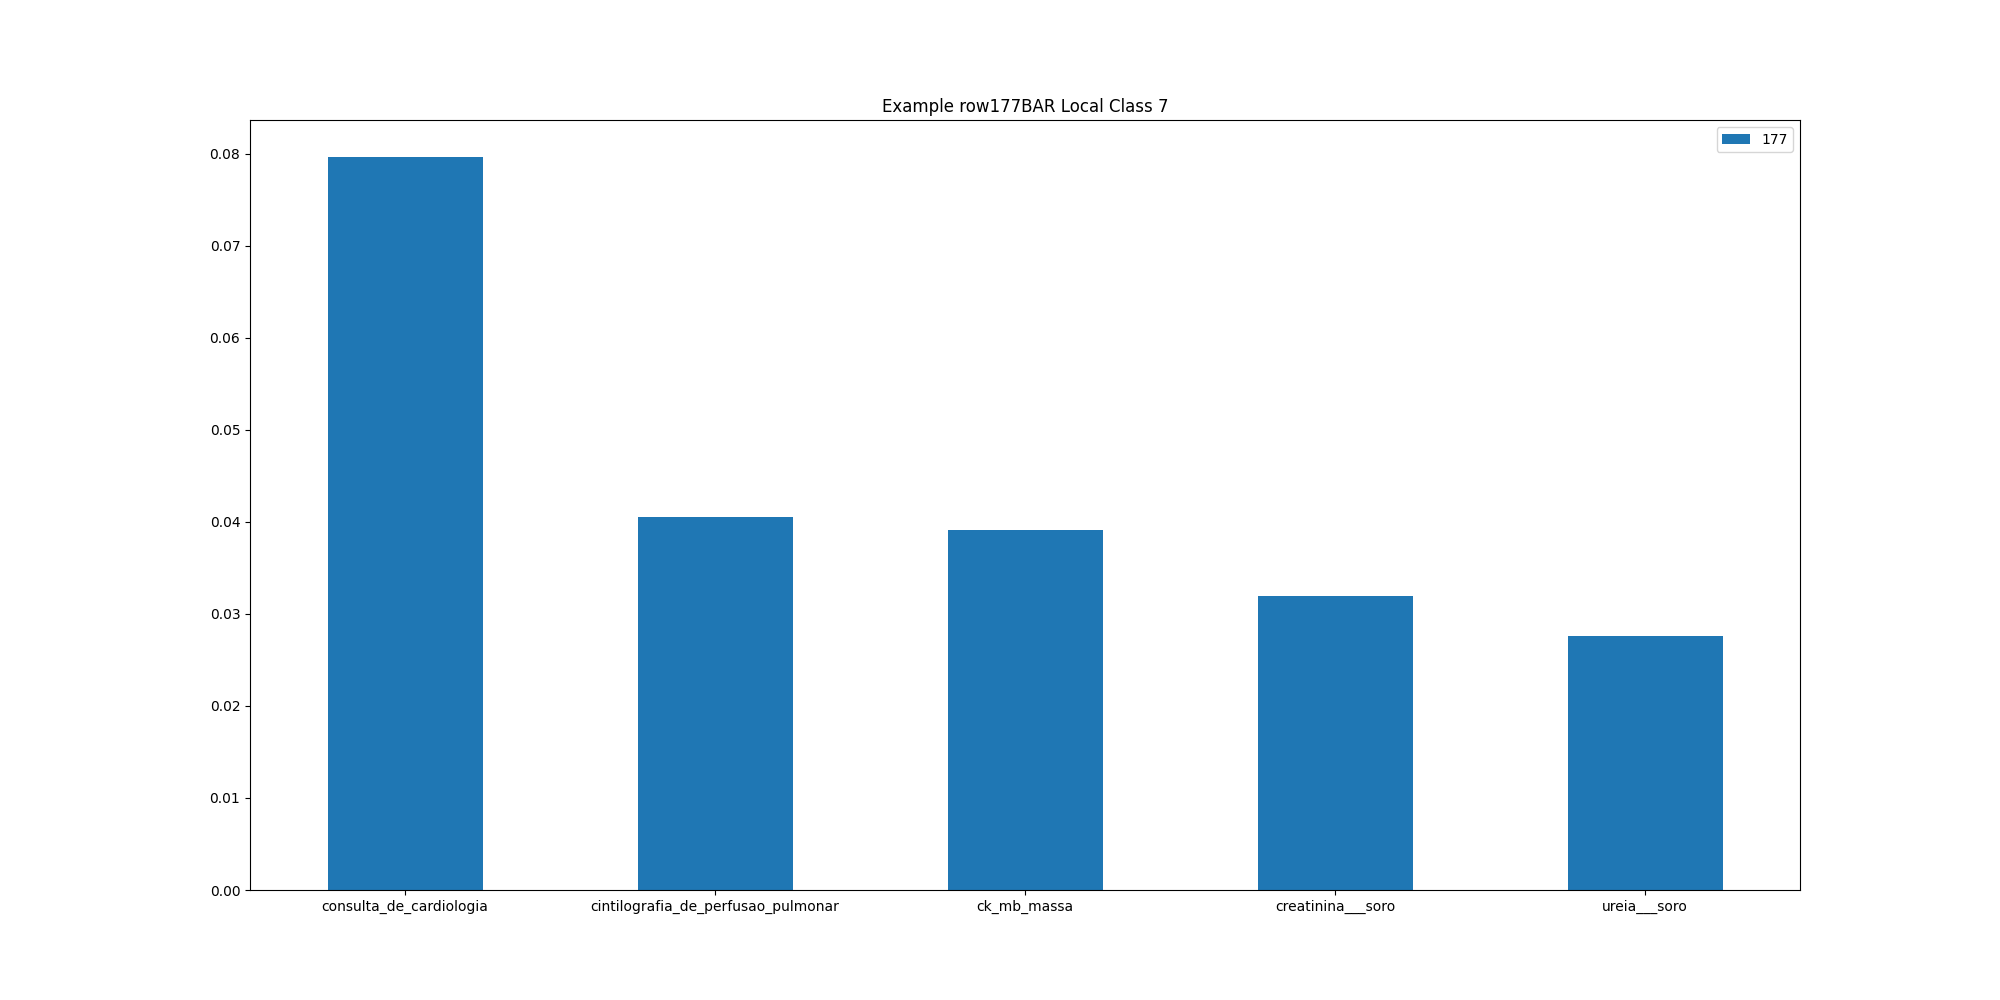 Example row177BAR Local Class 7
177
0.08
0.07
0.06
0.05
0.04
0.03
0.02
0.01
0.00
consulta_de_cardiologia
cintilografia_de_perfusao_pulmonar
ck_mb_massa
creatinina___soro
ureia___soro